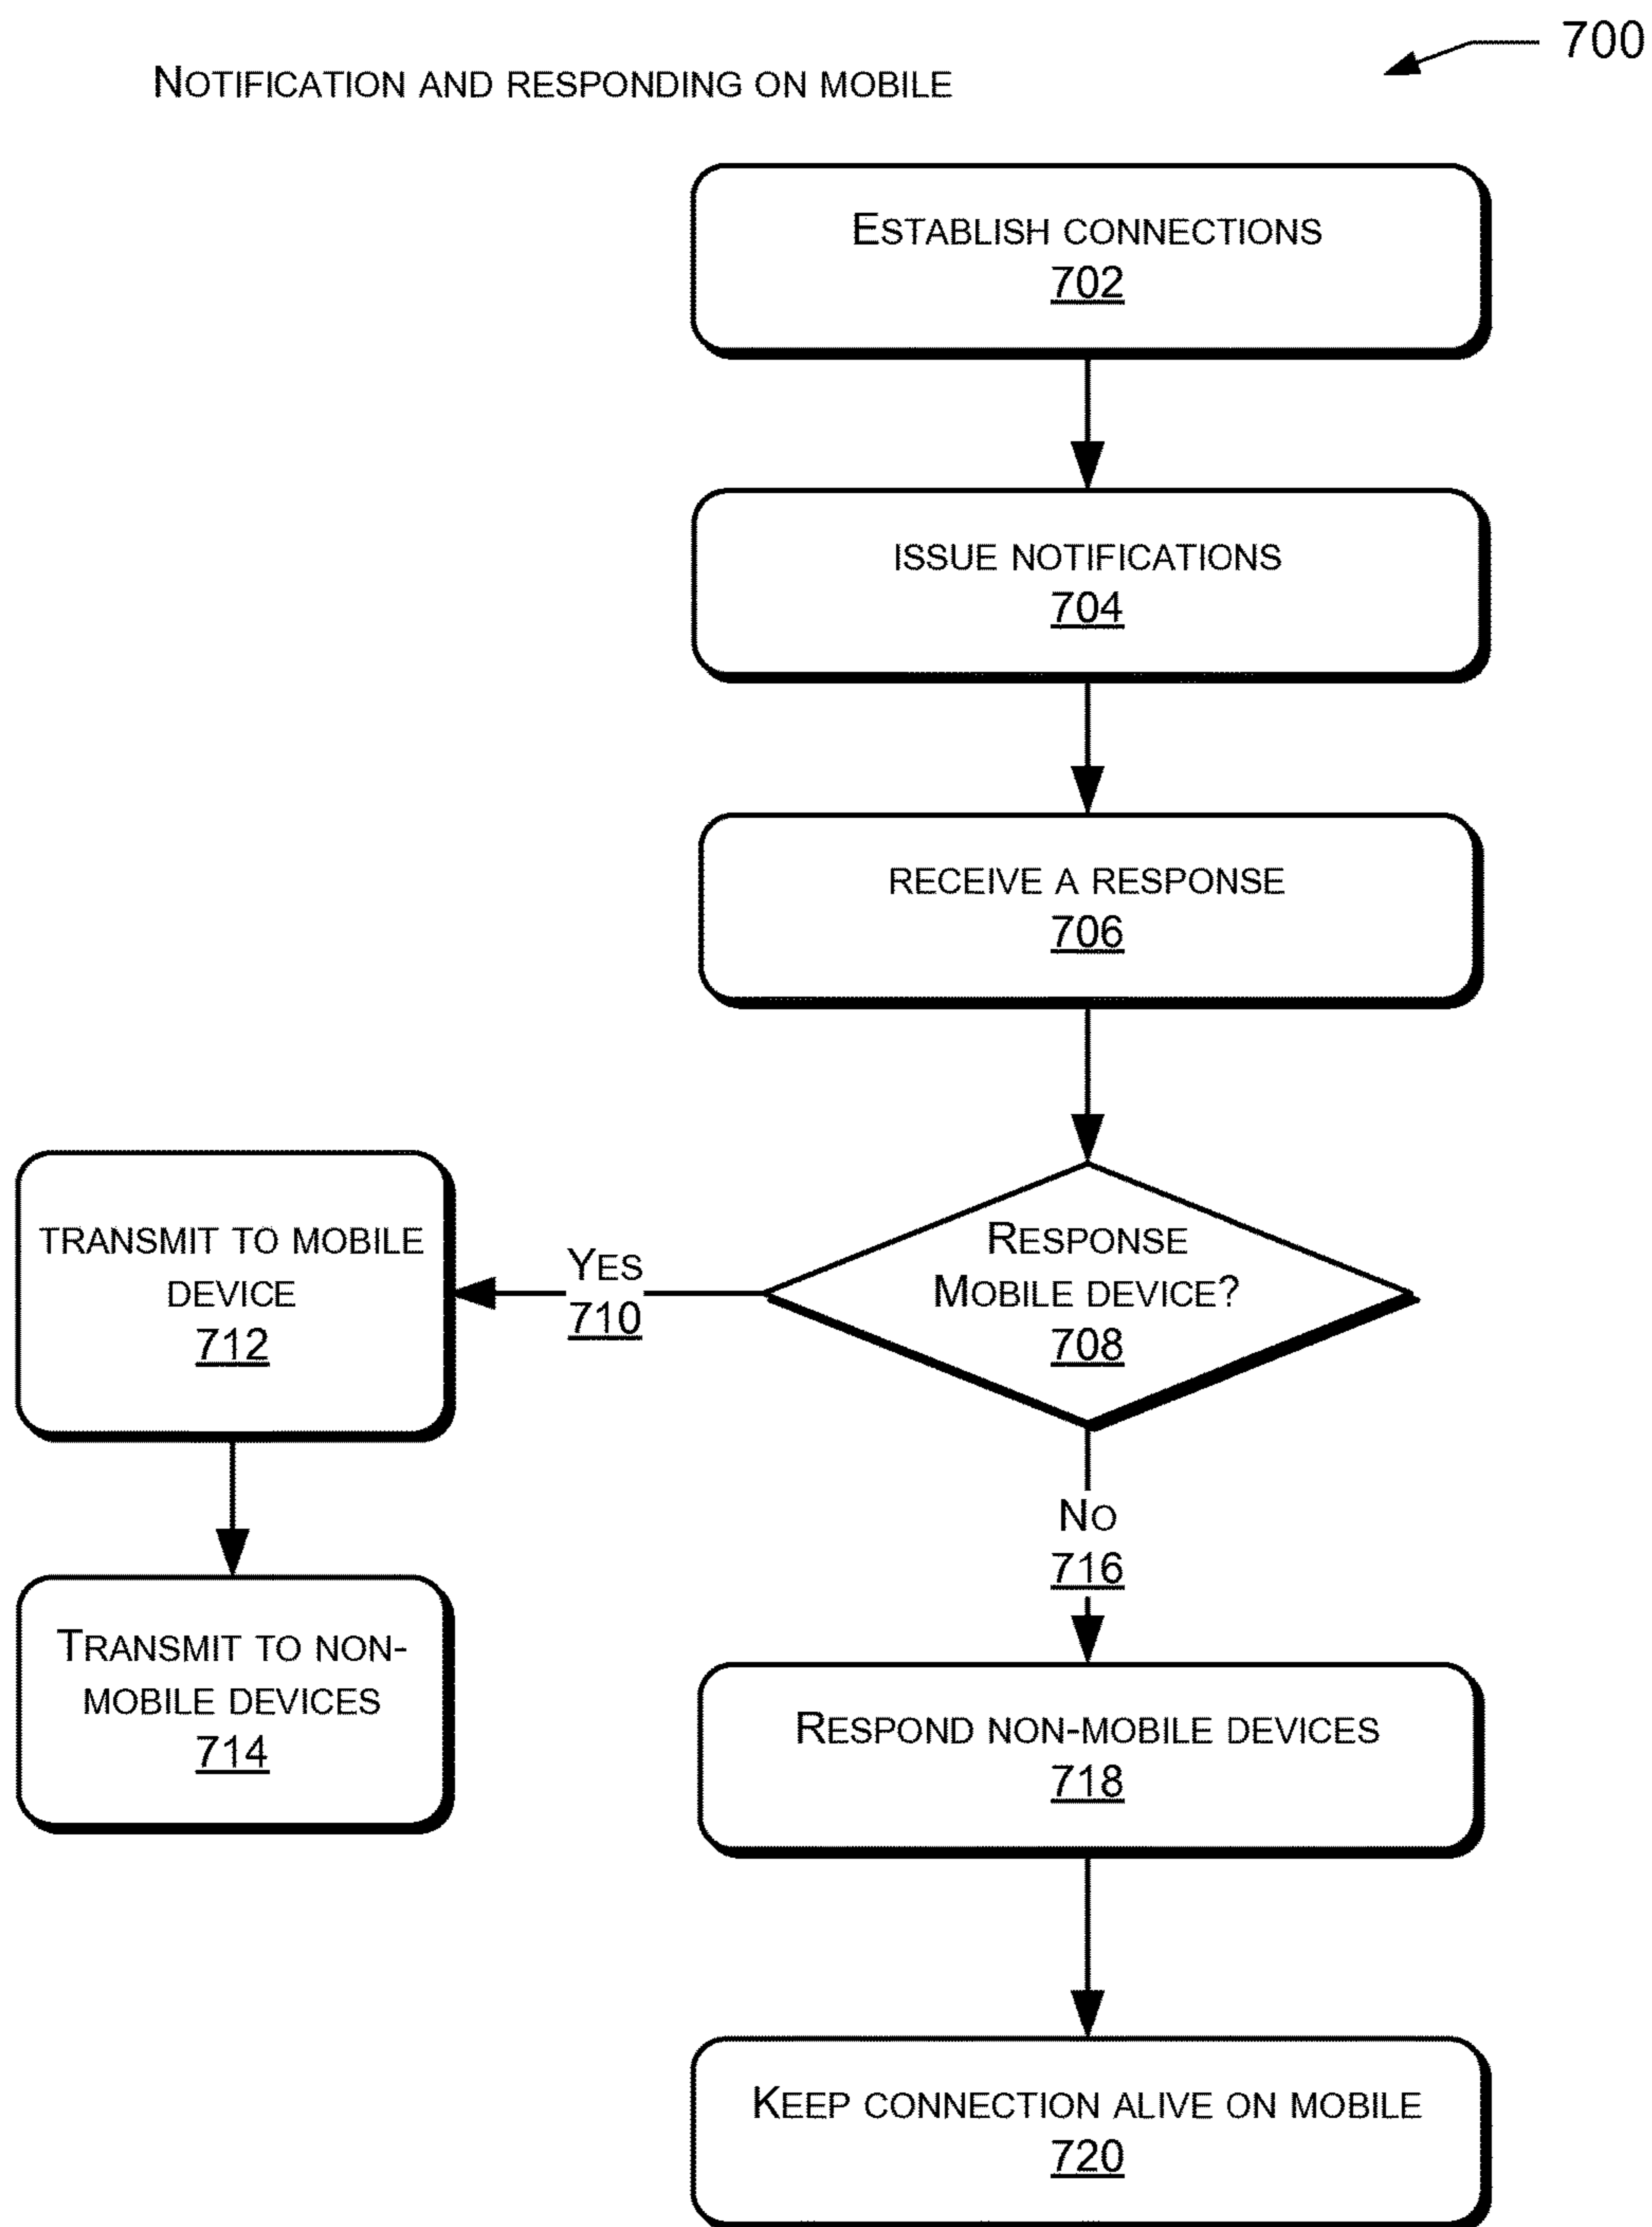 700
NOTIFICATION AND RESPONDING ON MOBILE
ESTABLISH CONNECTIONS
702
ISSUE NOTIFICATIONS
704
RECEIVE A RESPONSE
706
RESPONSE
MOBILE DEVICE?
708
YES
710
TRANSMIT TO MOBILE
DEVICE
712
TRANSMIT TO NON-
MOBILE DEVICES
714
NO
716
RESPOND NON-MOBILE DEVICES
718
KEEP CONNECTION ALIVE ON MOBILE
720